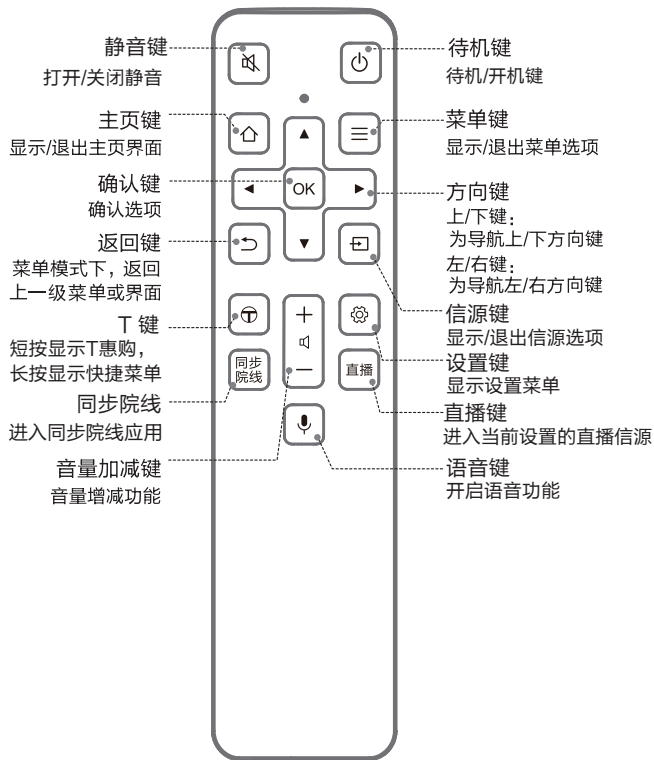 静音键
打开/关闭静音
主页键
显示/退出主页界面
确认键
确认选项
返回键
菜单模式下，返回
上一级菜单或界面
T 键
短按显示T惠购，
长按显示快捷菜单
同步院线
进入同步院线应用
音量加减键
音量增减功能
OK
同步
院线
直播
待机键
待机/开机键
菜单键
显示/退出菜单选项
方向键
上/下键：
为导航上/下方向键
左/右键：
为导航左/右方向键
信源键
显示/退出信源选项
设置键
显示设置菜单
直播键
进入当前设置的直播信源
语音键
开启语音功能